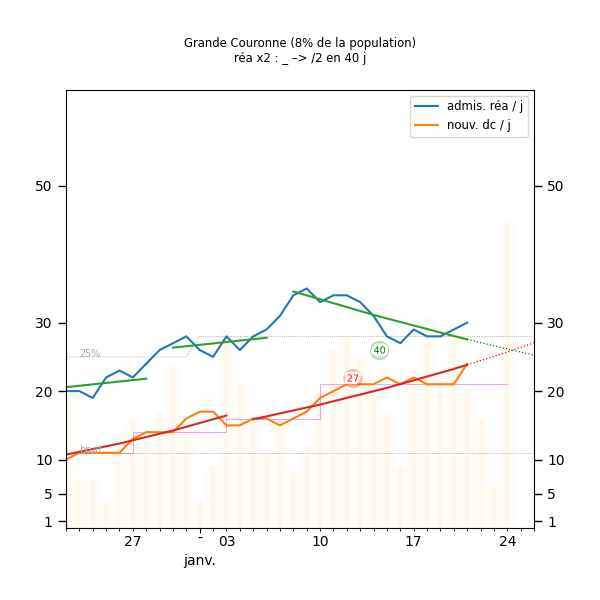 Grande Couronne (8% de la population)
réa x2 : _ –> /2 en 40 j
admis. réa / j
nouv. dc / j
50 50
30 30
25%
40
27
20 20
bruit
10 10
5 5
1 1
27 - 03 10 17 24
janv.